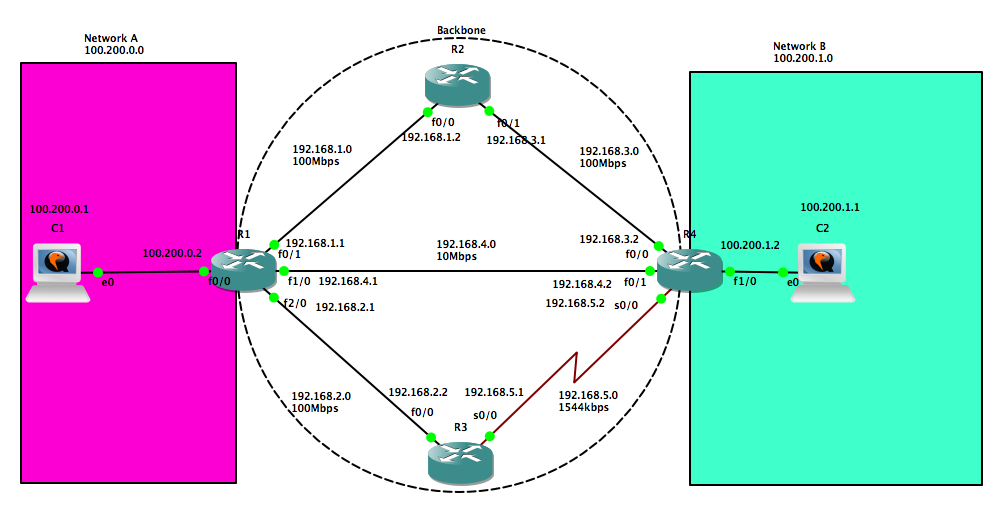 Backbone
Network A
100.200.0.0
R2
Network B
100.200.1.0
f0/0
f0/1
192.168.1.2
192.168.3.1
192.168.1.0
100Mbps
192.168.3.0
100Mbps
100.200.0.1
C1
100.200.1.1
C2
R1
R4
192.168.1.1
f0/1
192.168.4.0
10Mbps
192.168.3.2
f0/0
100.200.0.2
100.200.1.2
e0
f0/0
f1/0
192.168.4.1
192.168.4.2
f0/1
f1/0
e0
f2/0
192.168.2.1
192.168.5.2
s0/0
192.168.2.0
100Mbps
192.168.2.2
f0/0
192.168.5.1
s0/0
192.168.5.0
1544kbps
R3